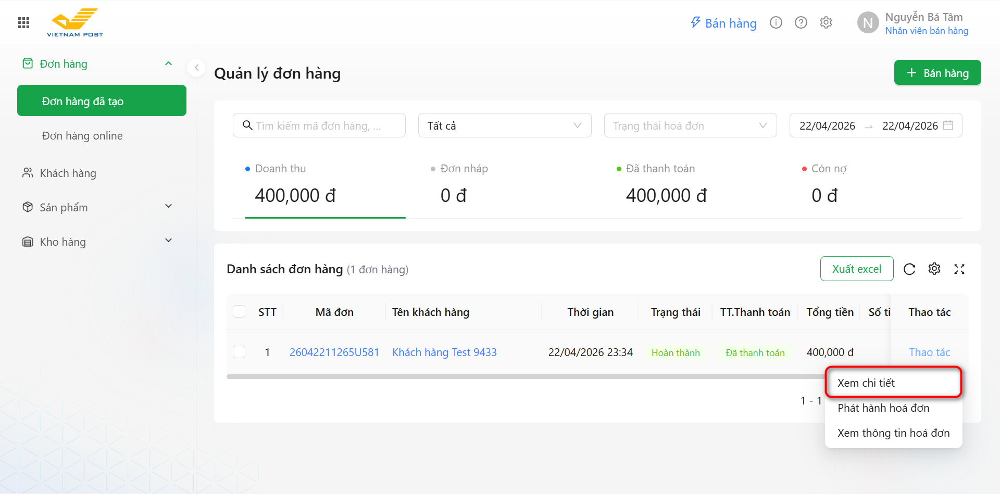 VIETNAM POST
Bán hàng
N
Nguyễn Bá Tâm
Nhân viên bán hàng
Đơn hàng
Đơn hàng đã tạo
Đơn hàng online
Khách hàng
Sản phẩm
Kho hàng
Quản lý đơn hàng
Bán hàng
Tìm kiếm mã đơn hàng, ...
Tất cả
Trạng thái hoá đơn
22/04/2026 → 22/04/2026
Doanh thu
400,000 đ
Đơn nháp
0 đ
Đã thanh toán
400,000 đ
Còn nợ
0 đ
Danh sách đơn hàng (1 đơn hàng)
Xuất excel
STT Mã đơn Tên khách hàng Thời gian Trạng thái TT.Thanh toán Tổng tiền Số ti Thao tác
1 26042211265U581 Khách hàng Test 9433 22/04/2026 23:34 Hoàn thành Đã thanh toán 400,000 đ Thao tác
1 - 1
Xem chi tiết
Phát hành hoá đơn
Xem thông tin hoá đơn